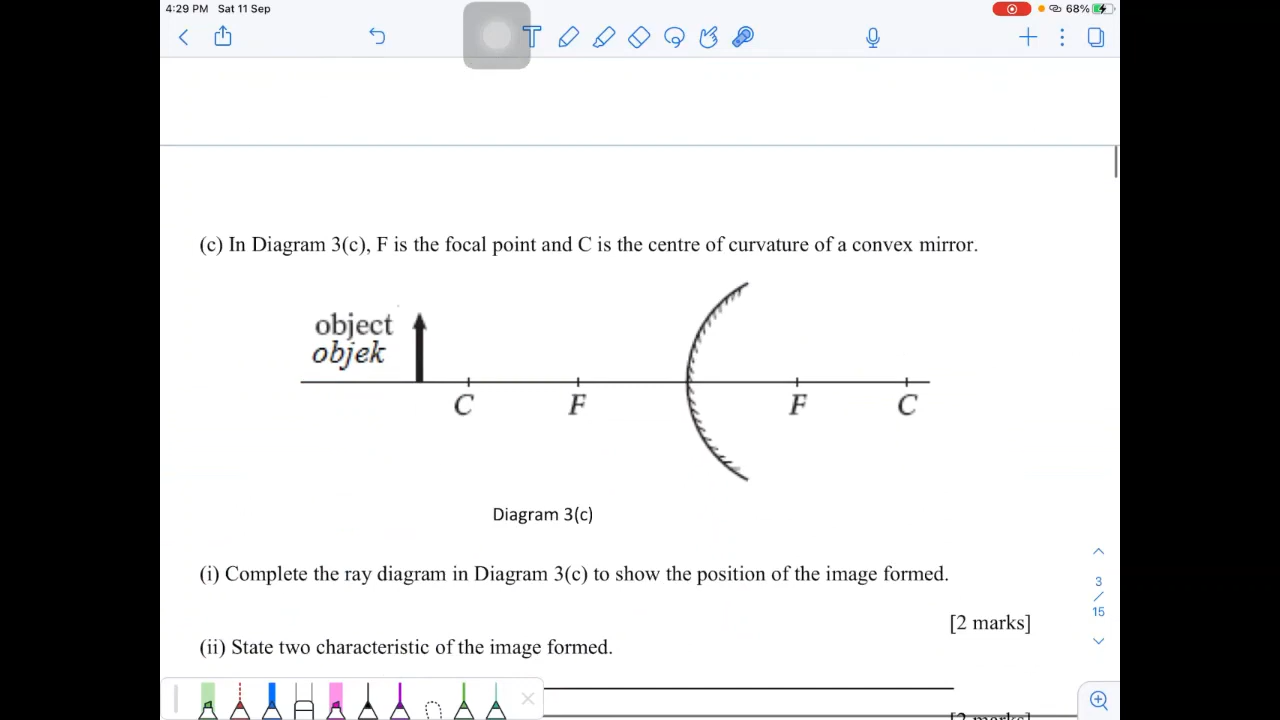 4:29 PM Sat 11 Sep
68%
T
(c) In Diagram 3(c), F is the focal point and C is the centre of curvature of a convex mirror.
object
objek
C F F C
Diagram 3(c)
(i) Complete the ray diagram in Diagram 3(c) to show the position of the image formed.
3
/
15
[2 marks]
(ii) State two characteristic of the image formed.
[2 marks]